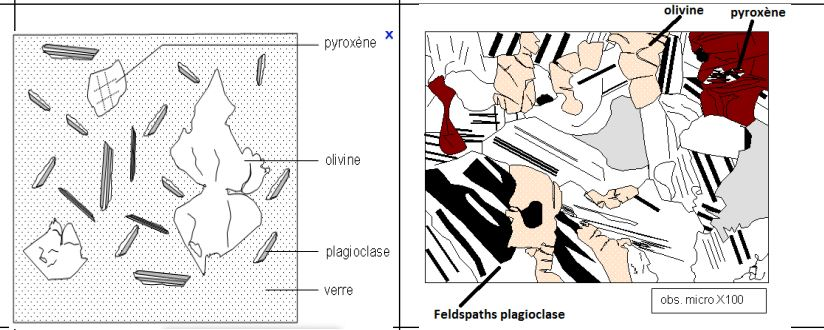 pyroxène
x
olivine
plagioclase
verre
olivine
pyroxène
Feldspaths plagioclase
obs. micro X100